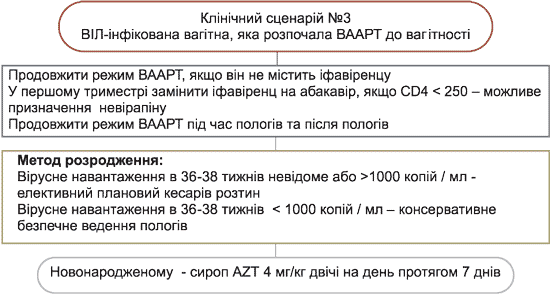 Клінічний сценарій №3
ВІЛ-інфікована вагітна, яка розпочала ВААРТ до вагітності
Продовжити режим ВААРТ, якщо він не містить іфавіренцу
У першому триместрі замінити іфавіренц на абакавір, якщо CD4 < 250 – можливе
призначення невірапіну
Продовжити режим ВААРТ під час пологів та після пологів
Метод розродження:
Вірусне навантаження в 36-38 тижнів невідоме або >1000 копій / мл -
елективний плановий кесарів розтин
Вірусне навантаження в 36-38 тижнів < 1000 копій / мл – консервативне
безпечне ведення пологів
Новонародженому - сироп AZT 4 мг/кг двічі на день протягом 7 днів